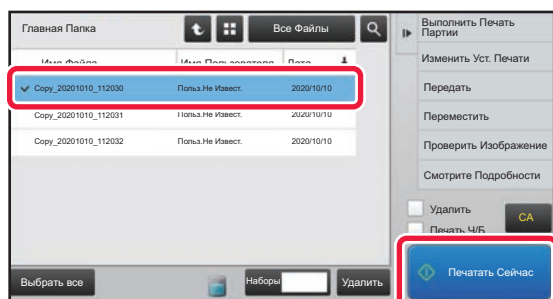 Главная Папка
Все Файлы
Имя Файла Имя Пользователя Дата
Copy_20201010_112030 Польз.Не Извест. 2020/10/10
Copy_20201010_112031 Польз.Не Извест. 2020/10/10
Copy_20201010_112032 Польз.Не Извест. 2020/10/10
Выбрать все
Наборы
Удалить
Выполнить Печать
Партии
Изменить Уст. Печати
Передать
Переместить
Проверить Изображение
Смотрите Подробности
Удалить
CA
Печать Ч/Б
Печатать Сейчас